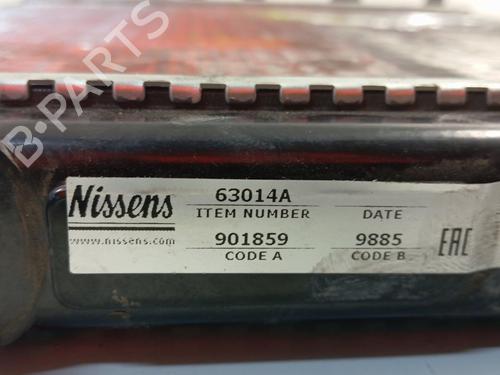 B-PARTS
Nissens
www.nissens.com
63014A
ITEM NUMBER DATE
901859 9885
CODE A CODE B
EAC